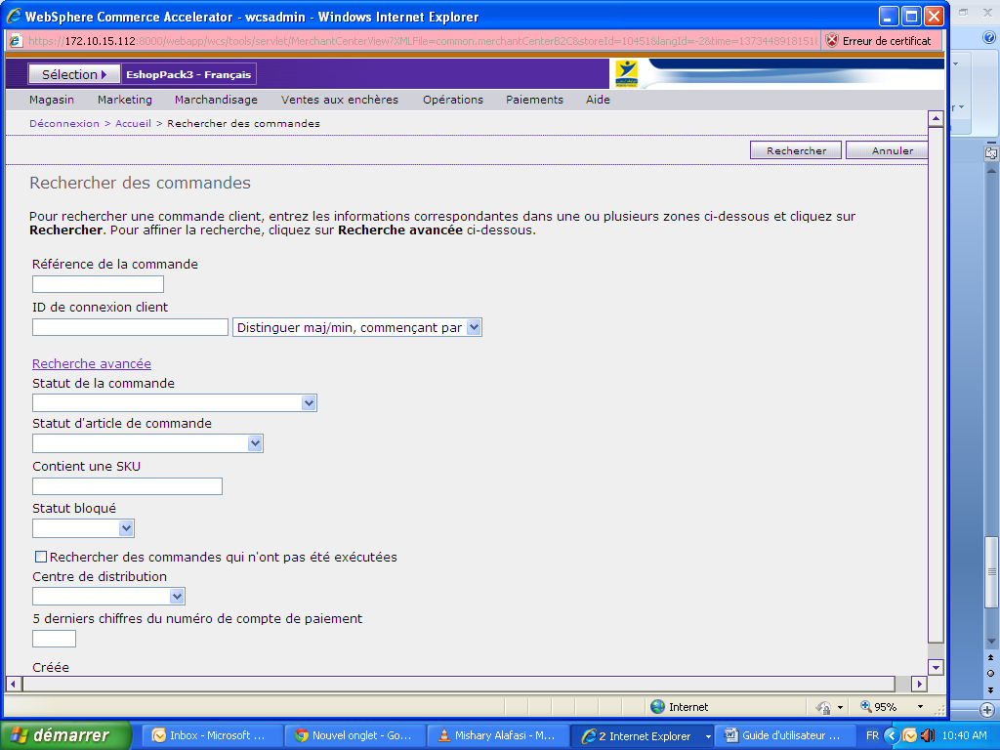 WebSphere Commerce Accelerator - wcsadmin - Windows Internet Explorer
https://172.10.15.112:8000/webapp/wcs/tools/servlet/MerchantCenterView?XMLFile=common.merchantCenterB2C&storeId=10451&langId=-2&time=1373448918151
Erreur de certificat
Sélection
EshopPack3 - Français
Magasin Marketing Marchandisage Ventes aux enchères Opérations Paiements Aide
Déconnexion > Accueil > Rechercher des commandes
Rechercher Annuler
Rechercher des commandes
Pour rechercher une commande client, entrez les informations correspondantes dans une ou plusieurs zones ci-dessous et cliquez sur
Rechercher. Pour affiner la recherche, cliquez sur Recherche avancée ci-dessous.
Référence de la commande
ID de connexion client
Distinguer maj/min, commençant par
Recherche avancée
Statut de la commande
Statut d'article de commande
Contient une SKU
Statut bloqué
Rechercher des commandes qui n'ont pas été exécutées
Centre de distribution
5 derniers chiffres du numéro de compte de paiement
Créée
Internet 95%
démarrer Inbox - Microsoft ... Nouvel onglet - Go... Mishary Alafasi - M... 2 Internet Explorer Guide d'utilisateur ... FR 10:40 AM